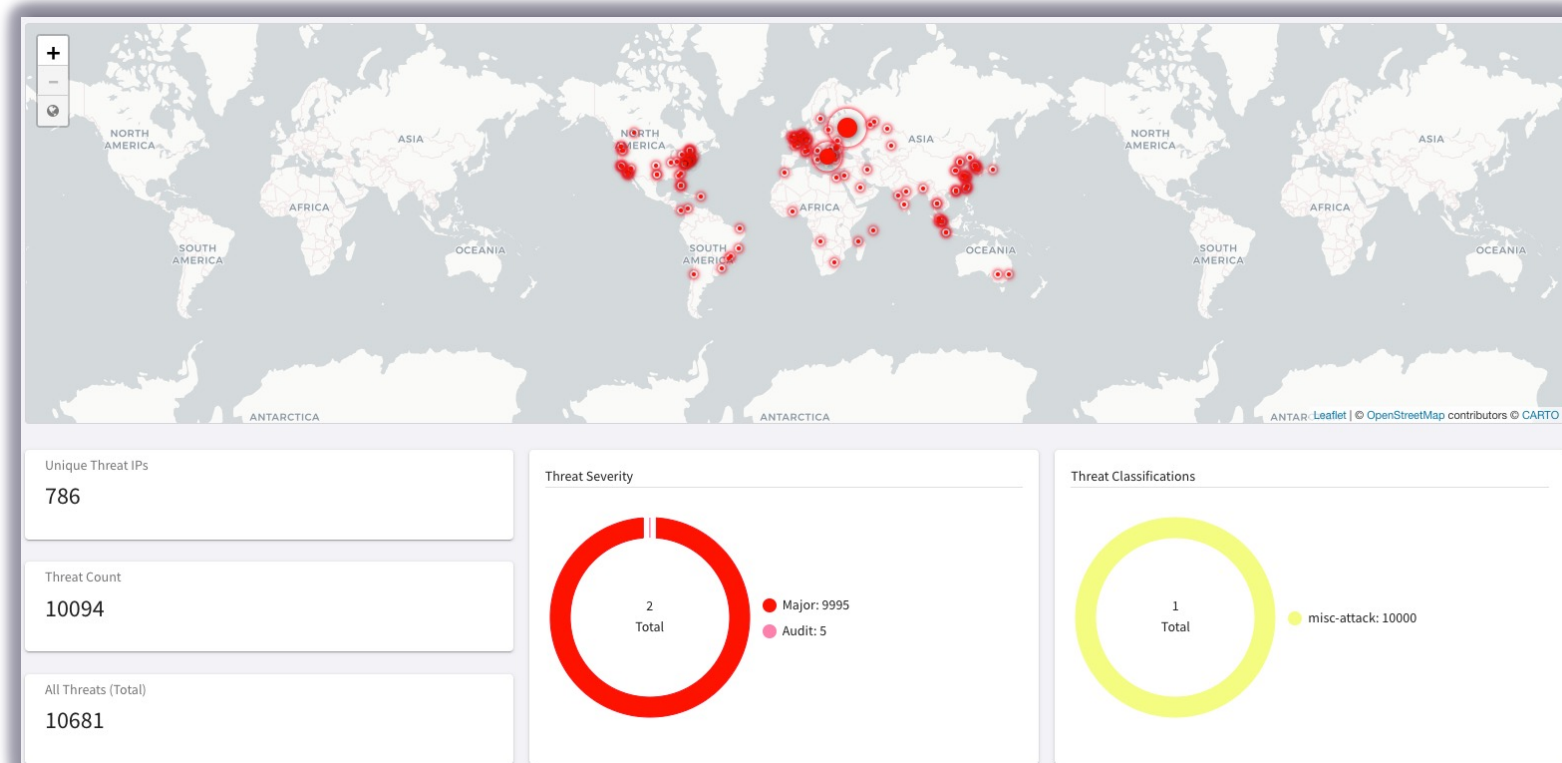 +
−
NORTH
AMERICA
ASIA
AFRICA
SOUTH
AMERICA
OCEANIA
ANTARCTICA
NORTH
AMERICA
ASIA
AFRICA
SOUTH
OCEANIA
ANTARCTICA
NORTH
AMERICA
ASIA
AFRICA
SOUTH
AMERICA
OCEANIA
Leaflet | © OpenStreetMap contributors © CARTO
Unique Threat IPs
786
Threat Count
10094
All Threats (Total)
10681
Threat Severity
2
Total
Major: 9995
Audit: 5
Threat Classifications
1
Total
misc-attack: 10000